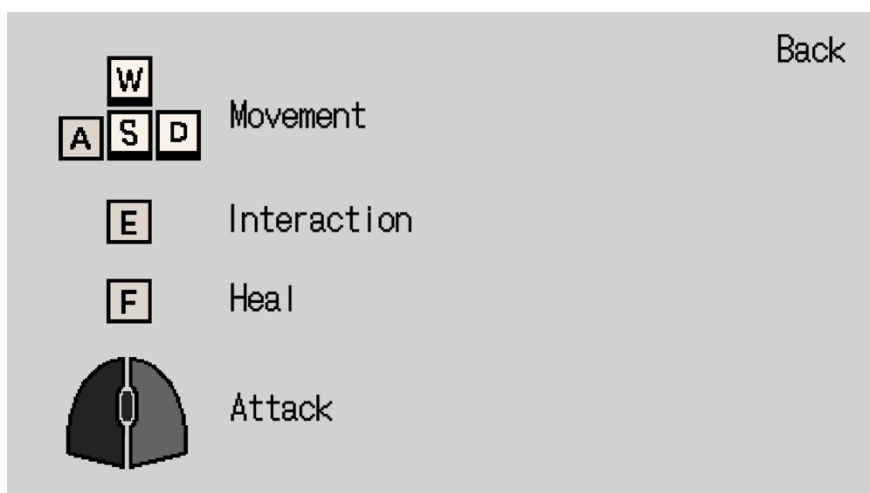 Back
W
A S D Movement
E Interaction
F Heal
Attack